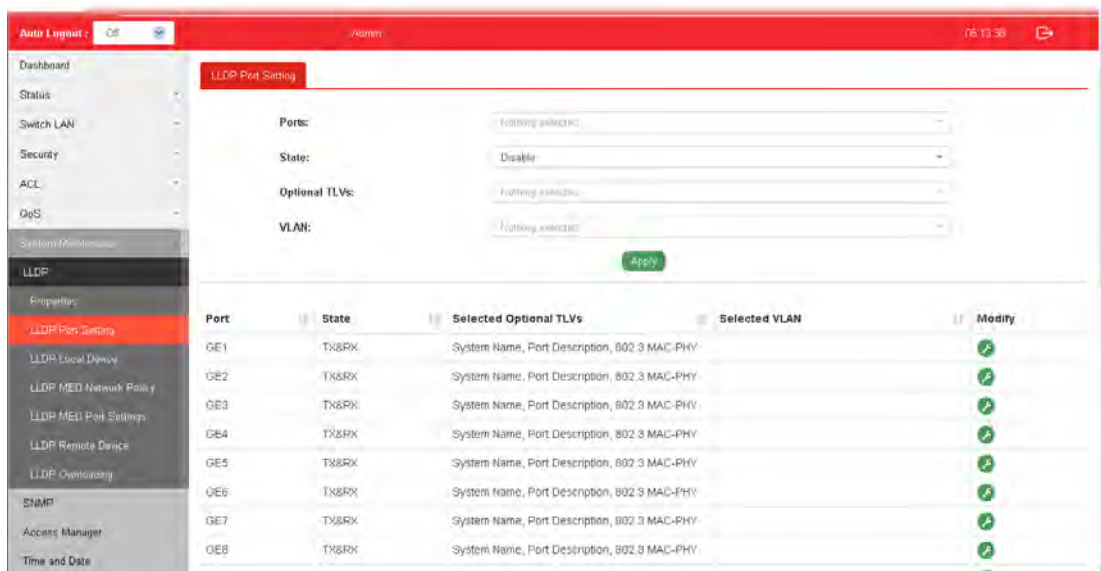 Auto Logout : Off Admin 06:13:38
Dashboard
Status
Switch LAN
Security
ACL
QoS
System Maintenance
LLDP
Properties
LLDP Port Setting
LLDP Local Device
LLDP MED Network Policy
LLDP MED Port Settings
LLDP Remote Device
LLDP Overloading
SNMP
Access Manager
Time and Date
LLDP Port Setting
Ports: Nothing selected
State: Disable
Optional TLVs: Nothing selected
VLAN: Nothing selected
Apply
Port State Selected Optional TLVs Selected VLAN Modify
GE1 TX&RX System Name, Port Description, 802.3 MAC-PHY
GE2 TX&RX System Name, Port Description, 802.3 MAC-PHY
GE3 TX&RX System Name, Port Description, 802.3 MAC-PHY
GE4 TX&RX System Name, Port Description, 802.3 MAC-PHY
GE5 TX&RX System Name, Port Description, 802.3 MAC-PHY
GE6 TX&RX System Name, Port Description, 802.3 MAC-PHY
GE7 TX&RX System Name, Port Description, 802.3 MAC-PHY
GE8 TX&RX System Name, Port Description, 802.3 MAC-PHY